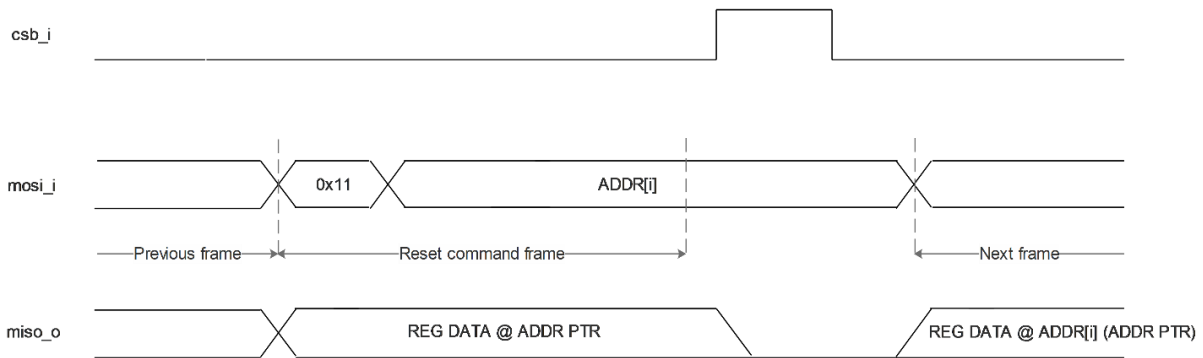 csb_i
mosi_i
0x11
ADDR[i]
Previous frame
Reset command frame
Next frame
miso_o
REG DATA @ ADDR PTR
REG DATA @ ADDR[i] (ADDR PTR)